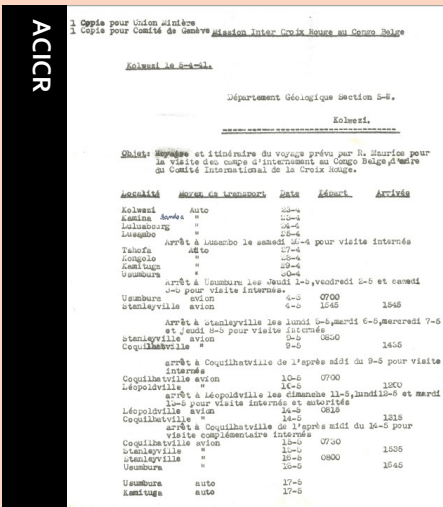 ACICR
1 Copie pour Union Minière
1 Copie pour Comité de Genève Mission Inter Croix Rouge au Congo Belge
Kolwezi le 5-4-41.
Département Géologique Section S-E.
Kolwezi.
Objet: et itinéraire du voyage prévu par R. Maurice pour
la visite des camps d'internement au Congo Belge, d'ordre
du Comité International de la Croix Rouge.
Localité Moyen de transport Date Départ Arrivée
Kolwezi Auto 23-4
Kamina "
Luluabourg " 24-4
Lusambo " 25-4
Arrêt à Lusambo le samedi 26-4 pour visite internés
Tshofa Auto 27-4
Kongolo " 28-4
Kamituga " 29-4
Usumbura " 30-4
Arrêt à Usumbura les Jeudi 1-5, vendredi 2-5 et samedi
3-5 pour visite internés.
Usumbura avion 4-5 0700
Stanleyville avion 4-5 1545 1545
Arrêt à Stanleyville les lundi 5-5, mardi 6-5, mercredi 7-5
et Jeudi 8-5 pour visite internés
Stanleyville avion 9-5 0830
Coquilhatville " 9-5 1435
arrêt à Coquilhatville de l'après midi du 9-5 pour visite
internés
Coquilhatville avion 10-5 0700
Léopoldville " 10-5 1200
arrêt à Léopoldville les dimanche 11-5, lundi 12-5 et mardi
13-5 pour visite internés et autorités
Léopoldville avion 14-5 0815
Coquilhatville " 14-5 1315
arrêt à Coquilhatville de l'après midi du 14-5 pour
visite complémentaire internés
Coquilhatville avion 15-5 0730
Stanleyville " 15-5 1535
Stanleyville " 16-5 0800
Usumbura " 16-5 1645
Usumbura auto 17-5
Kamituga auto 17-5